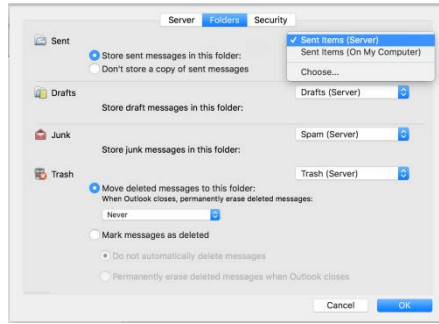 Server Folders Security
Sent
Sent Items (Server)
Sent Items (On My Computer)
Choose...
Store sent messages in this folder:
Don't store a copy of sent messages
Drafts
Drafts (Server)
Store draft messages in this folder:
Junk
Spam (Server)
Store junk messages in this folder:
Trash
Trash (Server)
Move deleted messages to this folder:
When Outlook closes, permanently erase deleted messages:
Never
Mark messages as deleted
Do not automatically delete messages
Permanently erase deleted messages when Outlook closes
Cancel OK